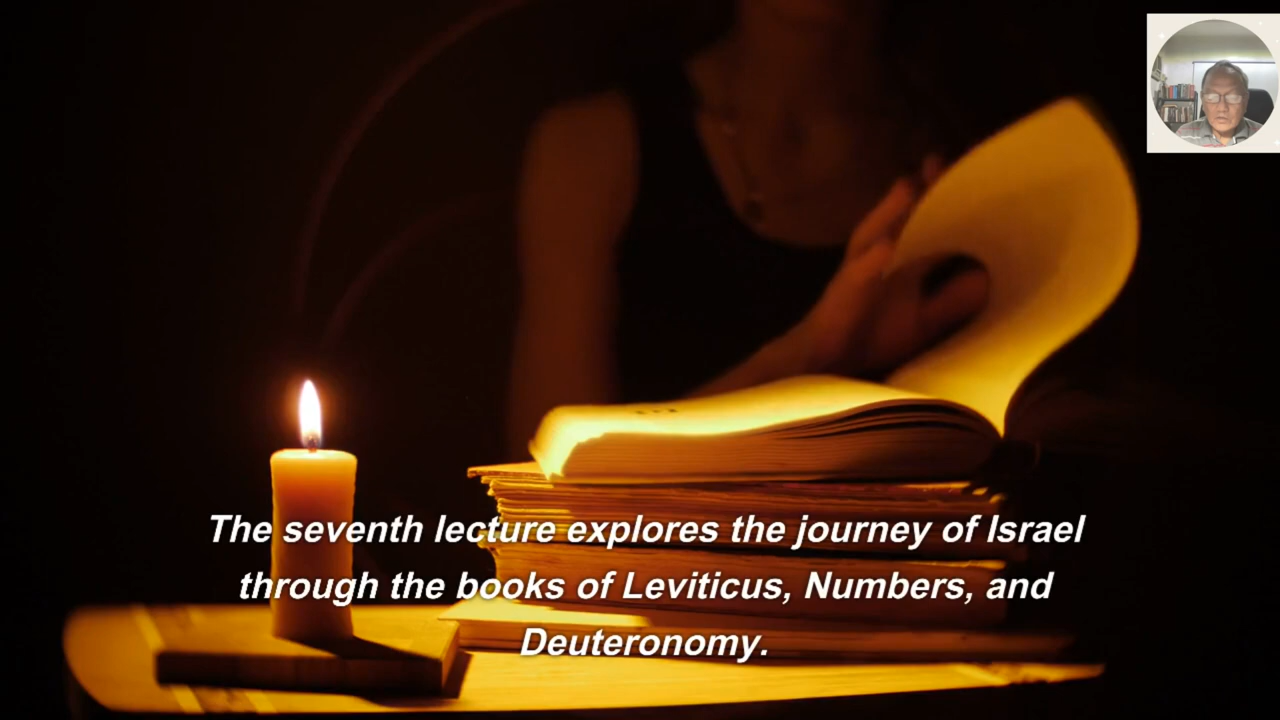 The seventh lecture explores the journey of Israel
through the books of Leviticus, Numbers, and
Deuteronomy.